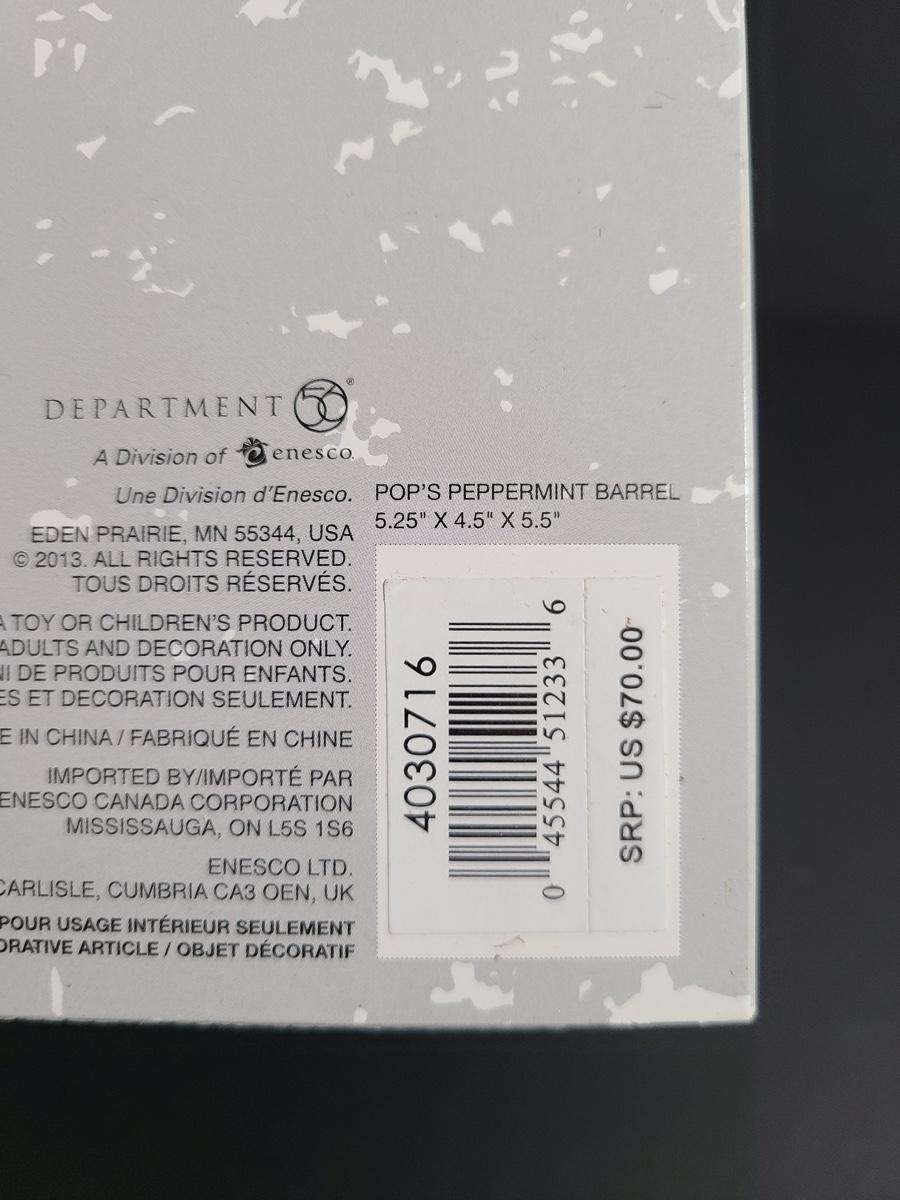 DEPARTMENT 56®
A Division of enesco.
Une Division d'Enesco.
EDEN PRAIRIE, MN 55344, USA
© 2013. ALL RIGHTS RESERVED.
TOUS DROITS RÉSERVÉS.
A TOY OR CHILDREN'S PRODUCT.
ADULTS AND DECORATION ONLY.
NI DE PRODUITS POUR ENFANTS.
ES ET DECORATION SEULEMENT.
E IN CHINA / FABRIQUÉ EN CHINE
IMPORTED BY/IMPORTÉ PAR
ENESCO CANADA CORPORATION
MISSISSAUGA, ON L5S 1S6
ENESCO LTD.
CARLISLE, CUMBRIA CA3 OEN, UK
POUR USAGE INTÉRIEUR SEULEMENT
ORATIVE ARTICLE / OBJET DÉCORATIF
POP'S PEPPERMINT BARREL
5.25" X 4.5" X 5.5"
4030716
0 45544 51233 6
SRP: US $70.00